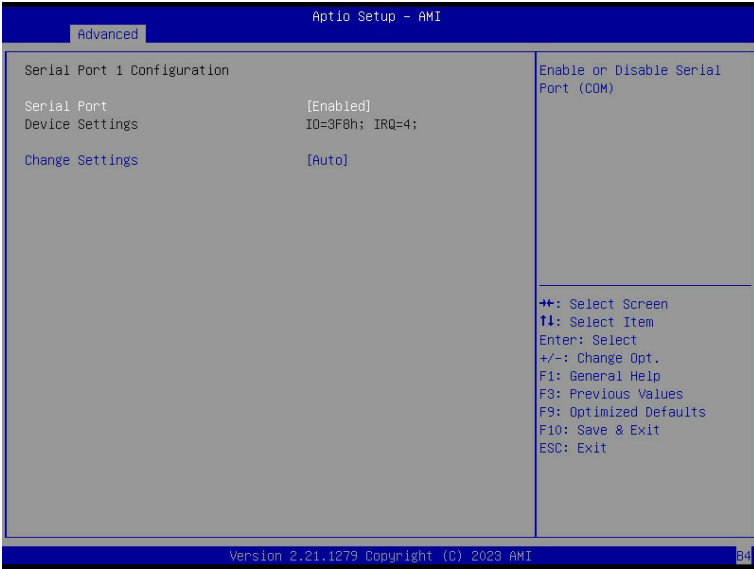 Aptio Setup – AMI
Advanced
Serial Port 1 Configuration
Serial Port [Enabled]
Device Settings IO=3F8h; IRQ=4;
Change Settings [Auto]
Enable or Disable Serial
Port (COM)
→←: Select Screen
↑↓: Select Item
Enter: Select
+/-: Change Opt.
F1: General Help
F3: Previous Values
F9: Optimized Defaults
F10: Save & Exit
ESC: Exit
Version 2.21.1279 Copyright (C) 2023 AMI
B4